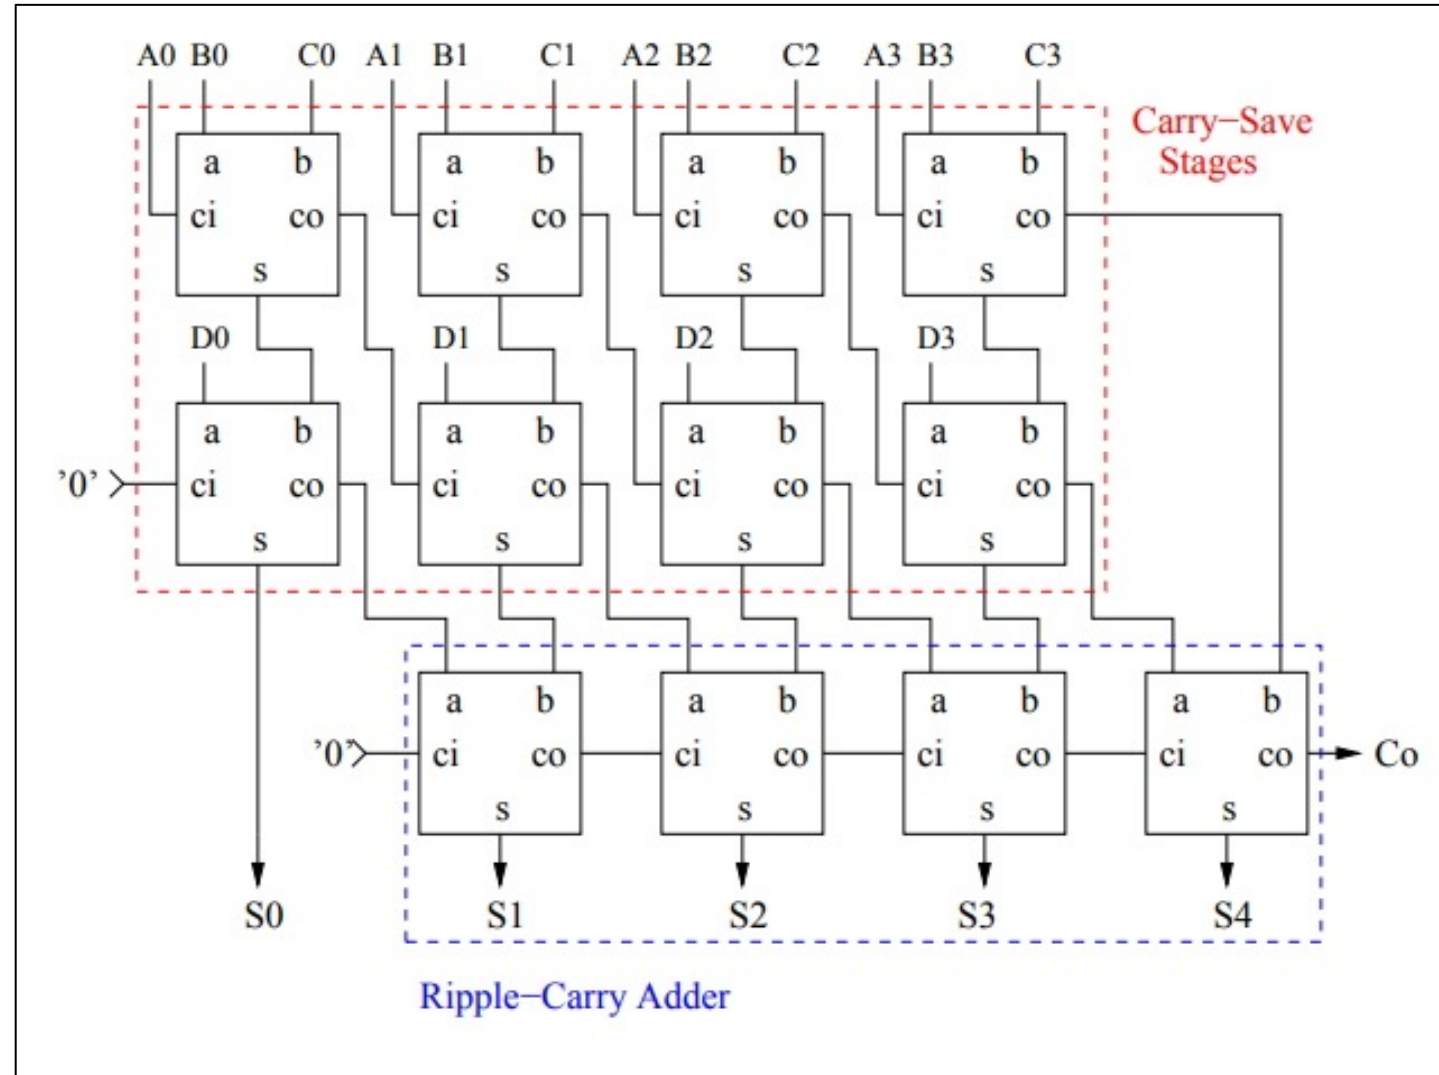 A0 B0 C0 A1 B1 C1 A2 B2 C2 A3 B3 C3
Carry−Save
Stages
a b a b a b a b
ci co ci co ci co ci co
s s s s
D0 D1 D2 D3
a b a b a b a b
'0' ci co ci co ci co ci co
s s s s
a b a b a b a b
'0' ci co ci co ci co ci co Co
s s s s
S0 S1 S2 S3 S4
Ripple−Carry Adder